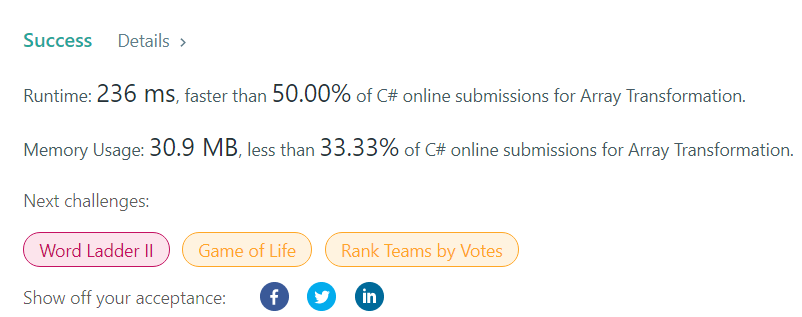 Success Details >
Runtime: 236 ms, faster than 50.00% of C# online submissions for Array Transformation.
Memory Usage: 30.9 MB, less than 33.33% of C# online submissions for Array Transformation.
Next challenges:
Word Ladder II Game of Life Rank Teams by Votes
Show off your acceptance: f in